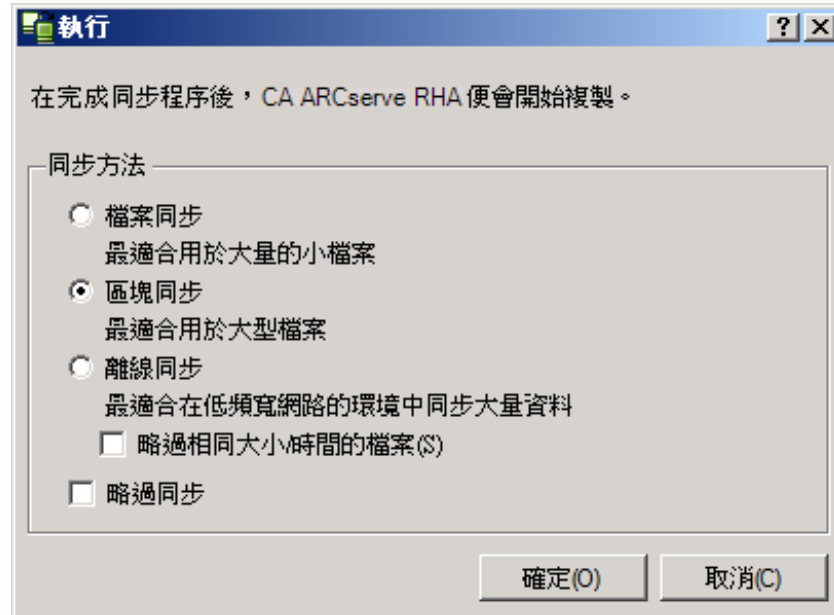 執行
在完成同步程序後，CA ARCserve RHA 便會開始複製。
同步方法
檔案同步
最適合用於大量的小檔案
區塊同步
最適合用於大型檔案
離線同步
最適合在低頻寬網路的環境中同步大量資料
略過相同大小/時間的檔案(S)
略過同步
確定(O)
取消(C)